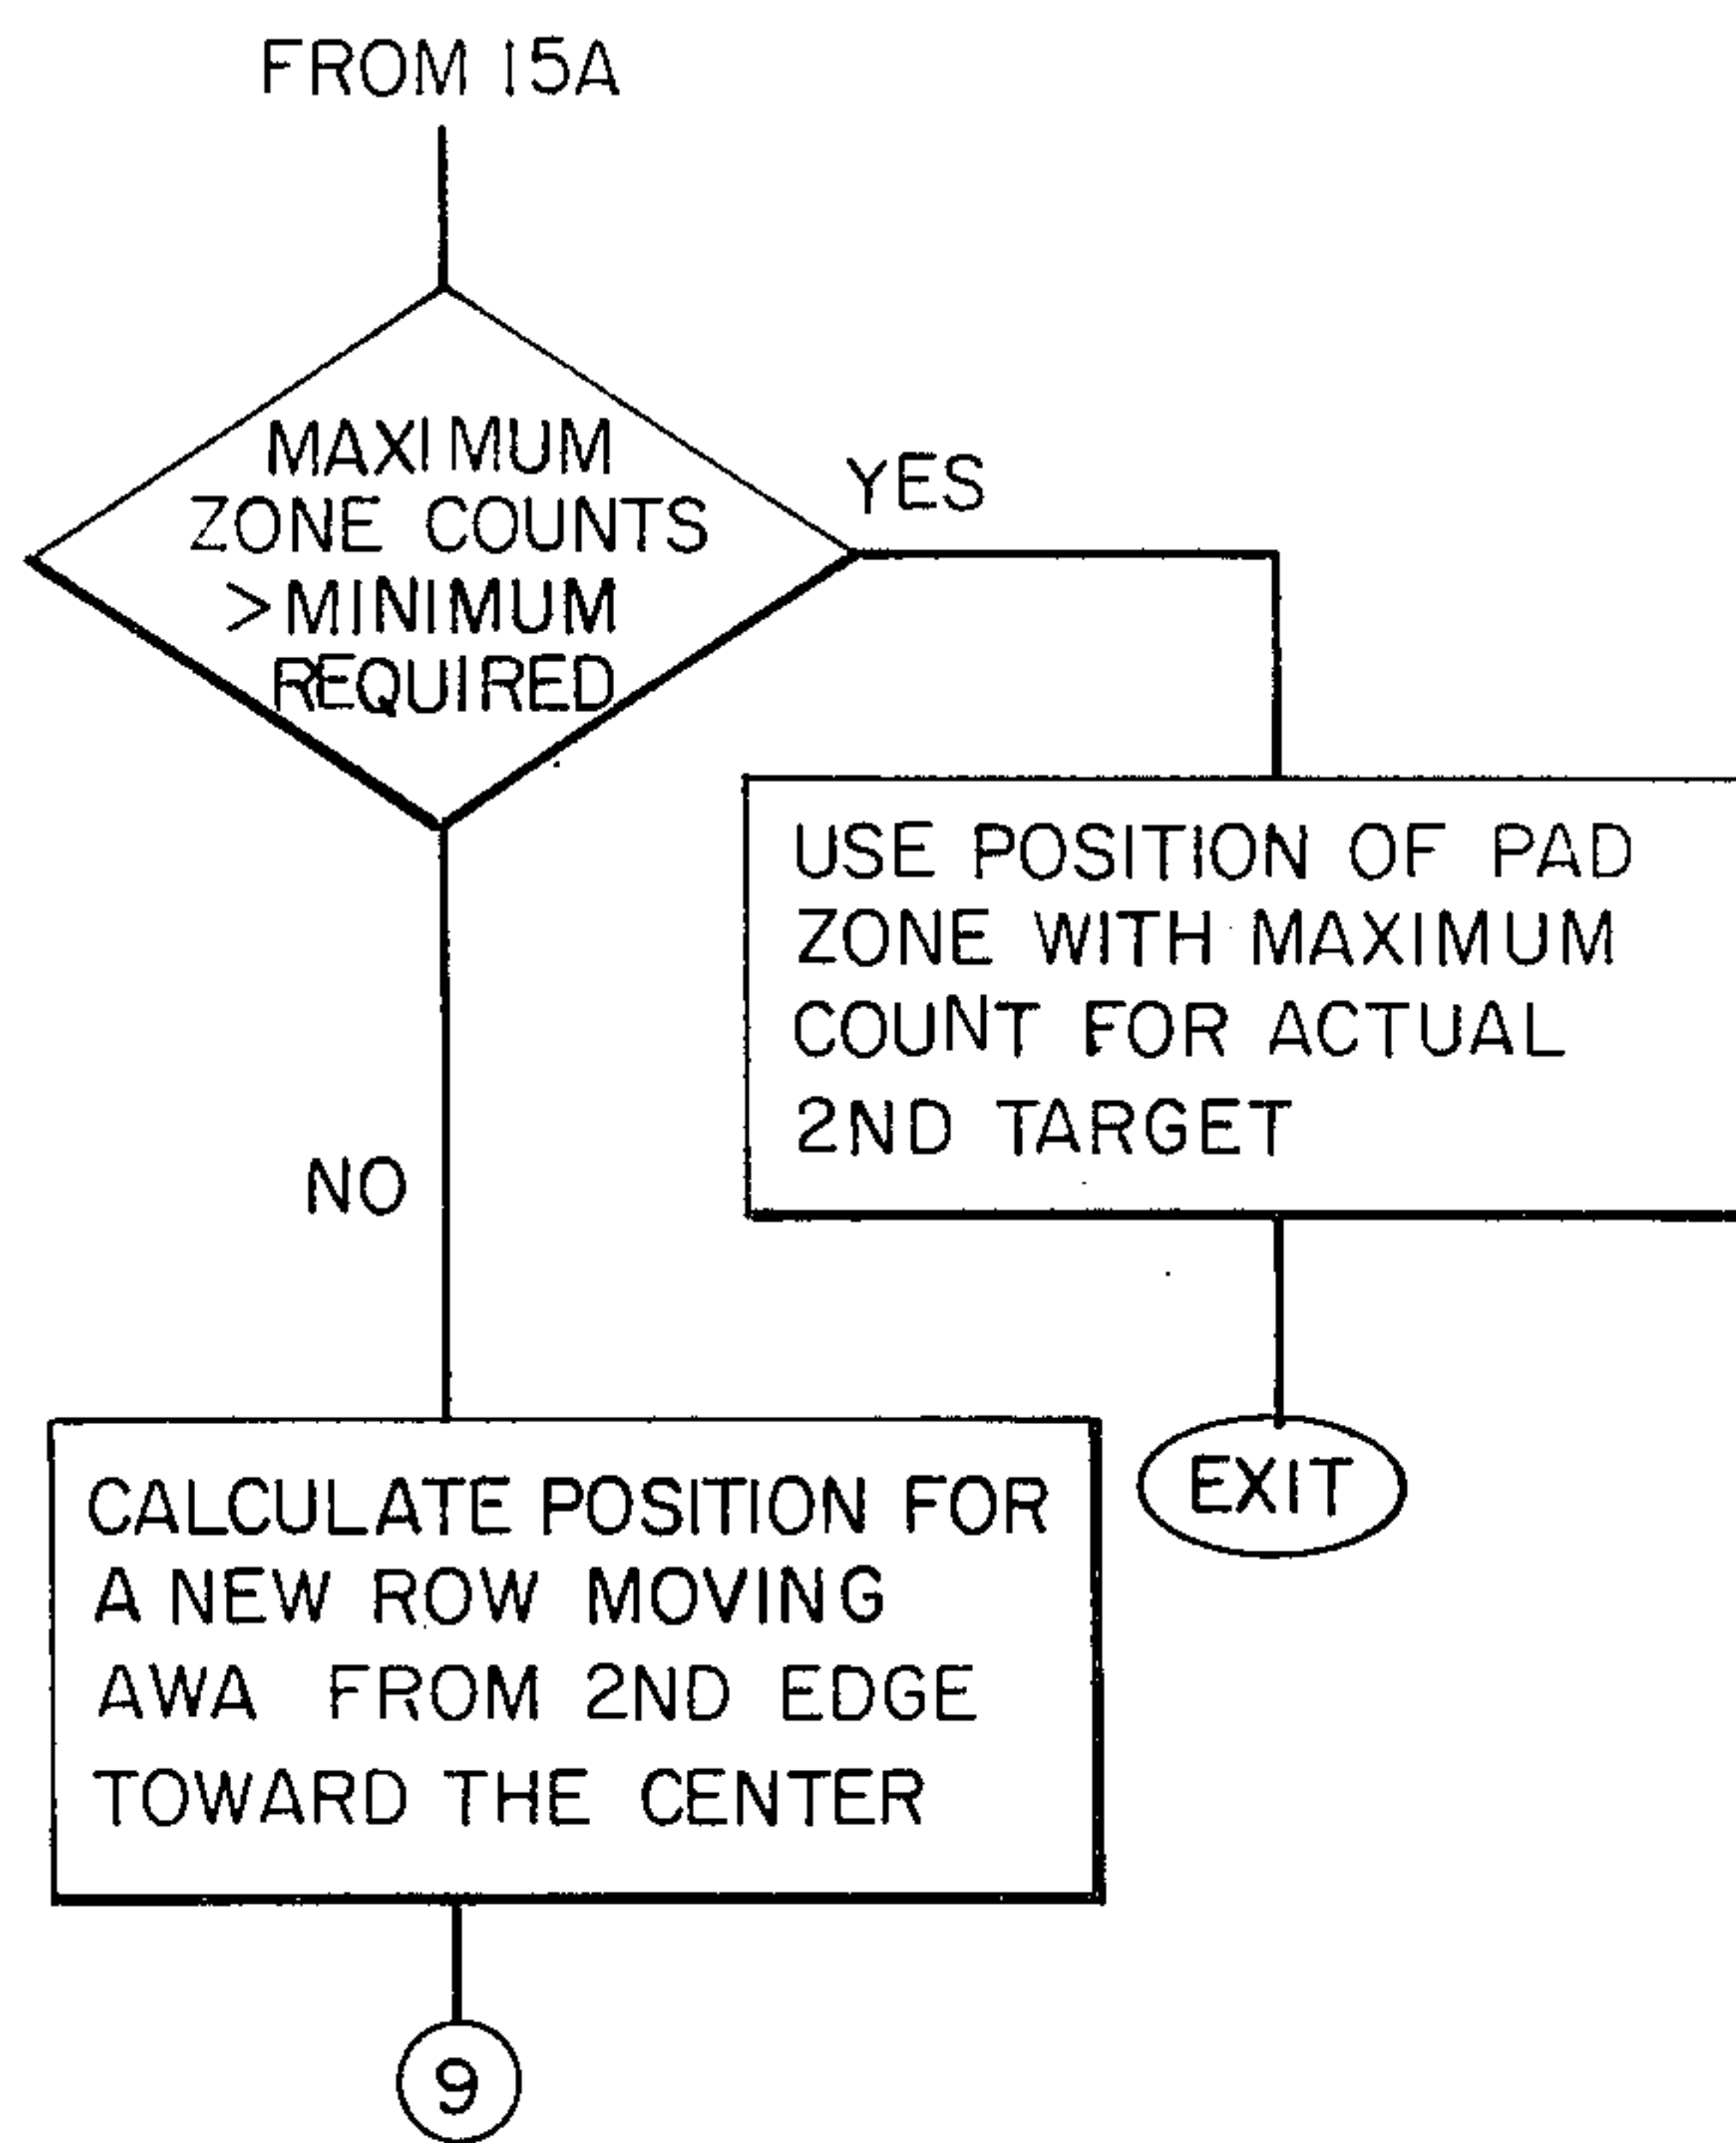 FROM 15A
MAXIMUM
ZONE COUNTS
>MINIMUM
REQUIRED
YES
USE POSITION OF PAD
ZONE WITH MAXIMUM
COUNT FOR ACTUAL
2ND TARGET
NO
CALCULATE POSITION FOR
A NEW ROW MOVING
AWA FROM 2ND EDGE
TOWARD THE CENTER
EXIT
9